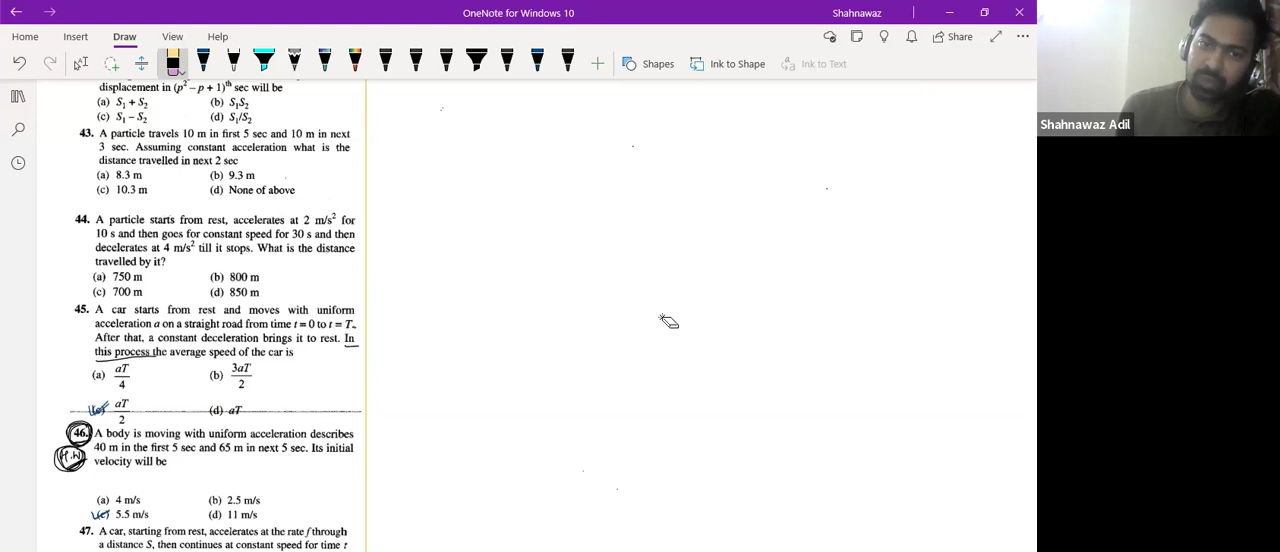 OneNote for Windows 10
Shahnawaz
Home Insert Draw View Help
Share
Shapes
Ink to Shape
Ink to Text
Shahnawaz Adil
displacement in (p² – p + 1)ᵗʰ sec will be
(a) S₁ + S₂ (b) S₁S₂
(c) S₁ – S₂ (d) S₁/S₂
43. A particle travels 10 m in first 5 sec and 10 m in next
3 sec. Assuming constant acceleration what is the
distance travelled in next 2 sec
(a) 8.3 m (b) 9.3 m
(c) 10.3 m (d) None of above
44. A particle starts from rest, accelerates at 2 m/s² for
10 s and then goes for constant speed for 30 s and then
decelerates at 4 m/s² till it stops. What is the distance
travelled by it?
(a) 750 m (b) 800 m
(c) 700 m (d) 850 m
45. A car starts from rest and moves with uniform
acceleration a on a straight road from time t = 0 to t = T.
After that, a constant deceleration brings it to rest. In
this process the average speed of the car is
(a) aT/4 (b) 3aT/2
(c) aT/2 (d) aT
46. A body is moving with uniform acceleration describes
H.W 40 m in the first 5 sec and 65 m in next 5 sec. Its initial
velocity will be
(a) 4 m/s (b) 2.5 m/s
(c) 5.5 m/s (d) 11 m/s
47. A car, starting from rest, accelerates at the rate f through
a distance S, then continues at constant speed for time t